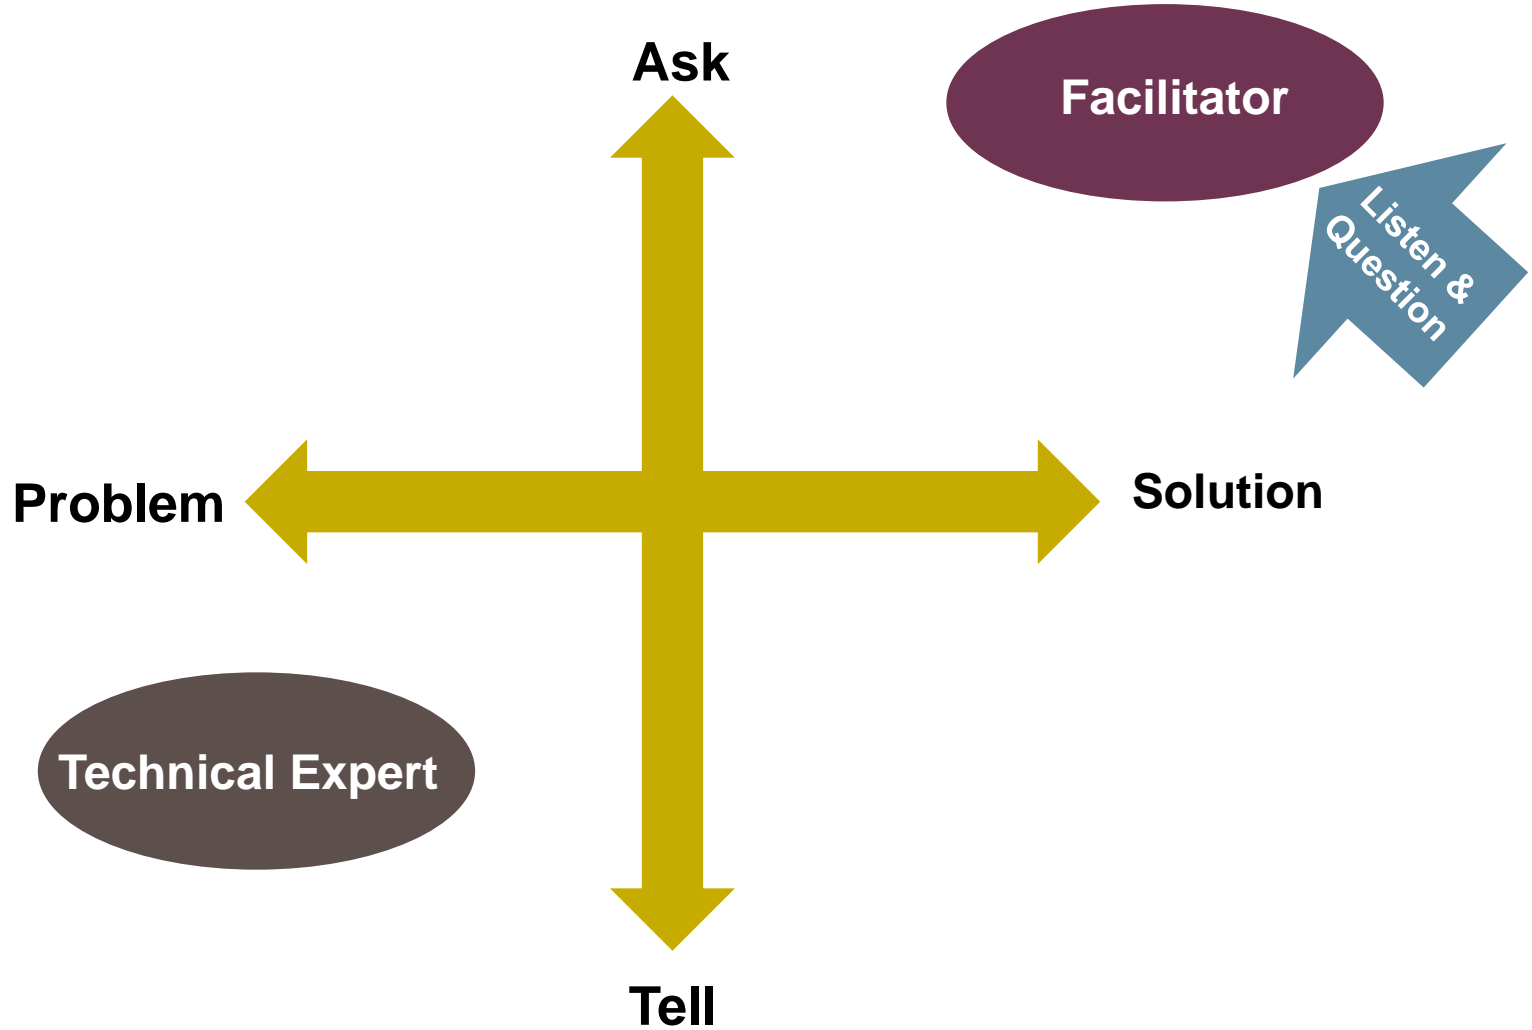 Ask
Facilitator
Listen &
Question
Problem
Solution
Technical Expert
Tell